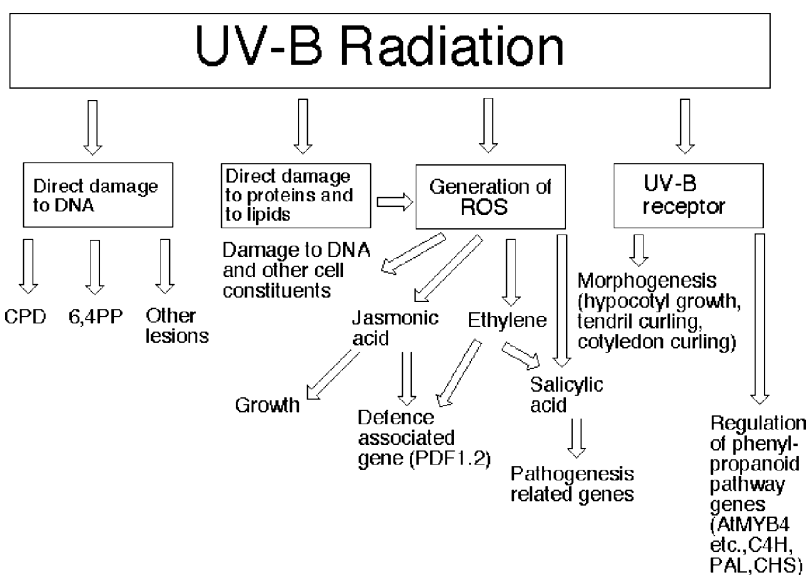 UV-B Radiation
Direct damage
to DNA
Direct damage
to proteins and
to lipids
Generation of
ROS
UV-B
receptor
CPD
6,4PP
Other
lesions
Damage to DNA
and other cell
constituents
Jasmonic
acid
Ethylene
Morphogenesis
(hypocotyl growth,
tendril curling,
cotyledon curling)
Growth
Defence
associated
gene (PDF1.2)
Salicylic
acid
Pathogenesis
related genes
Regulation
of phenyl-
propanoid
pathway
genes
(AtMYB4
etc.,C4H,
PAL,CHS)